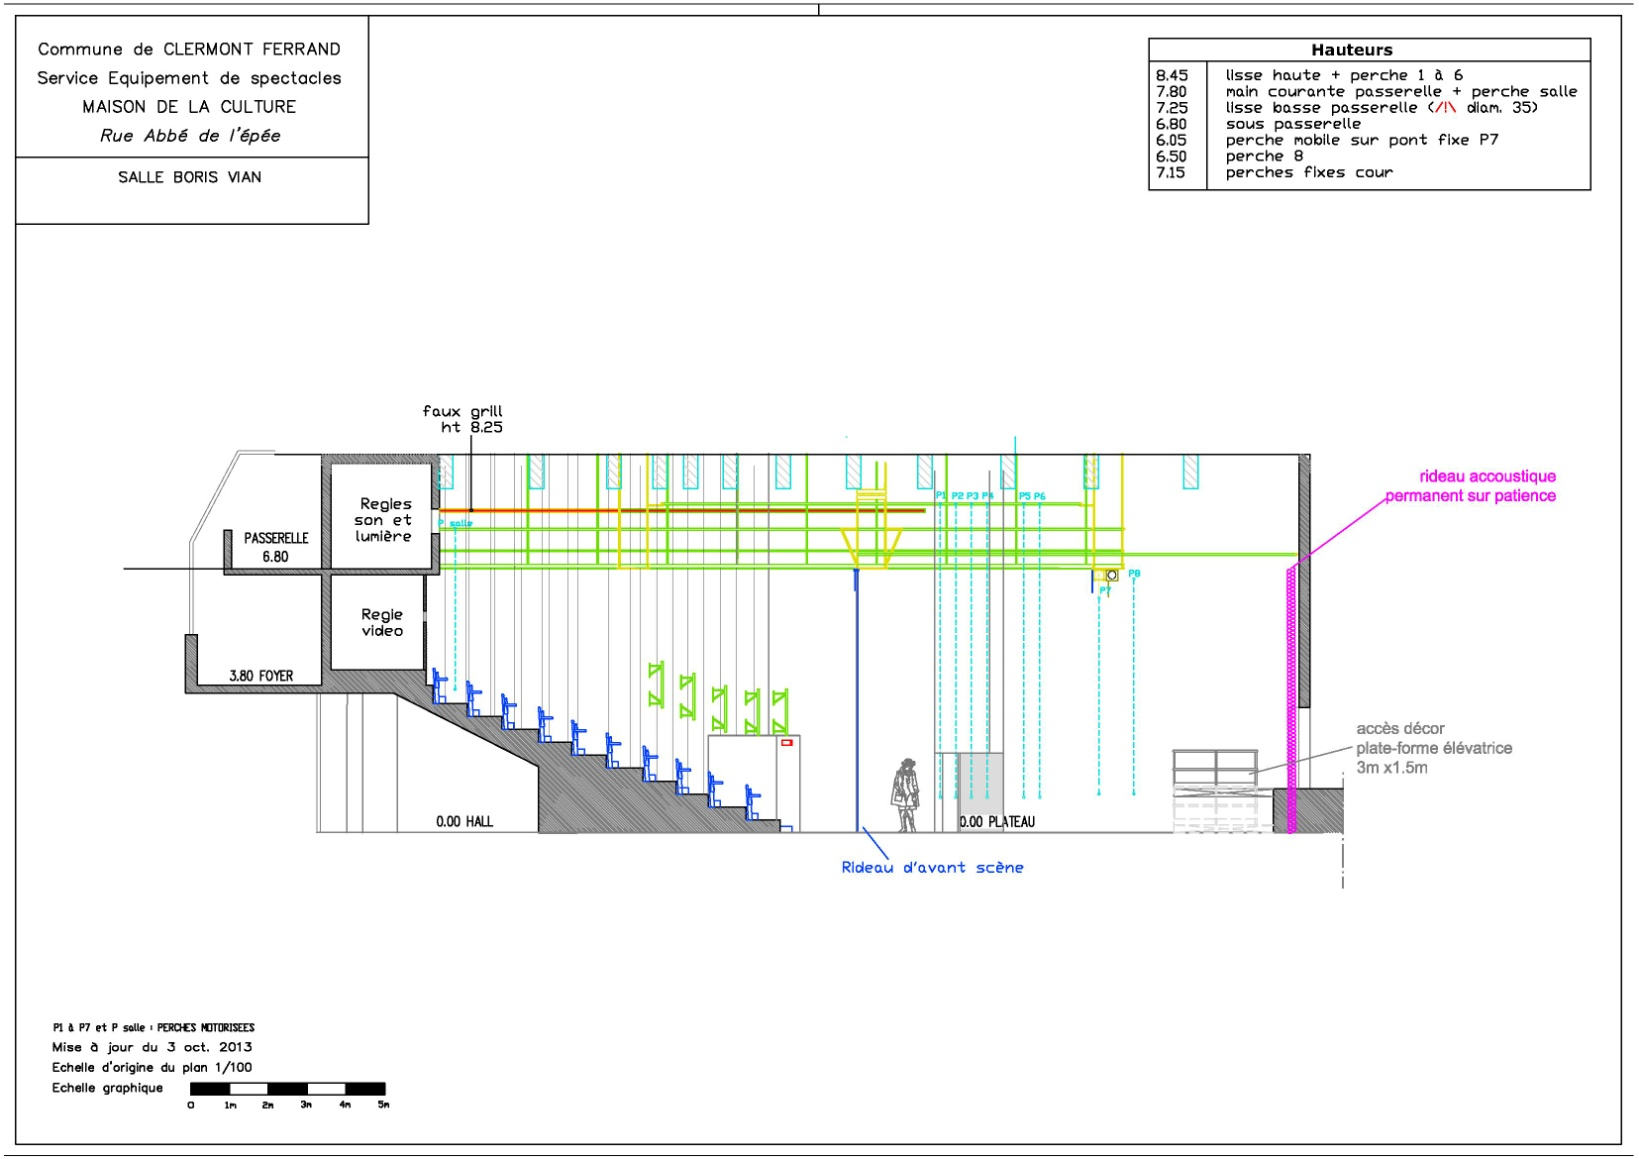 Commune de CLERMONT FERRAND
Service Equipement de spectacles
MAISON DE LA CULTURE
Rue Abbé de l'épée
SALLE BORIS VIAN
Hauteurs
8.45 lisse haute + perche 1 à 6
7.80 main courante passerelle + perche salle
7.25 lisse basse passerelle (/!\ diam. 35)
6.80 sous passerelle
6.05 perche mobile sur pont fixe P7
6.50 perche 8
7.15 perches fixes cour
faux grill
ht 8.25
rideau accoustique
permanent sur patience
Regies
son et
lumière
P salle
P1 P2 P3 P4 P5 P6
PASSERELLE
6.80
P8
P7
Regie
video
3.80 FOYER
accès décor
plate-forme élévatrice
3m x1.5m
0.00 HALL
0.00 PLATEAU
Rideau d'avant scène
P1 à P7 et P salle : PERCHES MOTORISEES
Mise à jour du 3 oct. 2013
Echelle d'origine du plan 1/100
Echelle graphique
0 1m 2m 3m 4m 5m